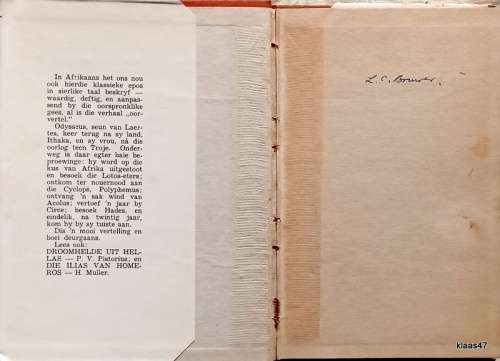 In Afrikaans het ons nou
ook hierdie klassieke epos
in sierlike taal beskryf —
waardig, deftig, en aanpas-
send by die oorspronklike
gees, al is die verhaal „oor-
vertel.”
Odysseus, seun van Laer-
tes, keer terug na sy land,
Ithaka, en sy vrou, ná die
oorlog teen Troje. Onder-
weg is daar egter baie be-
proewinge: hy word op die
kus van Afrika uitgestoot
en besoek die Lotos-eters;
ontkom ter nouernood aan
die Cyclops, Polyphemus;
ontvang 'n sak wind van
Aeolus; vertoef 'n jaar by
Circe; besoek Hades, en
eindelik, na twintig jaar,
kom hy by sy tuiste aan.
Dis 'n mooi vertelling en
boei deurgaans.
Lees ook:
DROOMHELDE UIT HEL-
LAS — P. V. Pistorius; en
DIE ILIAS VAN HOME-
ROS — H. Muller.
L. C. Brouwer.
klaas47